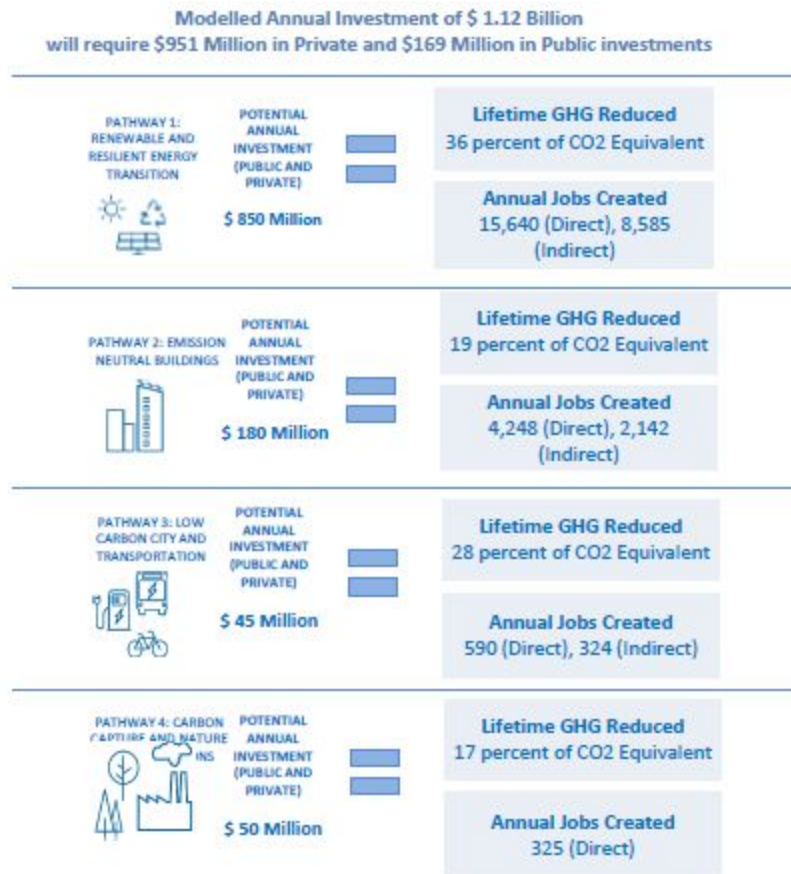 Modelled Annual Investment of $ 1.12 Billion
will require $951 Million in Private and $169 Million in Public investments
PATHWAY 1:
RENEWABLE AND
RESILIENT ENERGY
TRANSITION
POTENTIAL
ANNUAL
INVESTMENT
(PUBLIC AND
PRIVATE)
$ 850 Million
Lifetime GHG Reduced
36 percent of CO2 Equivalent
Annual Jobs Created
15,640 (Direct), 8,585
(Indirect)
PATHWAY 2: EMISSION
NEUTRAL BUILDINGS
POTENTIAL
ANNUAL
INVESTMENT
(PUBLIC AND
PRIVATE)
$ 180 Million
Lifetime GHG Reduced
19 percent of CO2 Equivalent
Annual Jobs Created
4,248 (Direct), 2,142
(Indirect)
PATHWAY 3: LOW
CARBON CITY AND
TRANSPORTATION
POTENTIAL
ANNUAL
INVESTMENT
(PUBLIC AND
PRIVATE)
$ 45 Million
Lifetime GHG Reduced
28 percent of CO2 Equivalent
Annual Jobs Created
590 (Direct), 324 (Indirect)
PATHWAY 4: CARBON
CAPTURE AND NATURE
POTENTIAL
ANNUAL
INVESTMENT
(PUBLIC AND
PRIVATE)
$ 50 Million
Lifetime GHG Reduced
17 percent of CO2 Equivalent
Annual Jobs Created
325 (Direct)